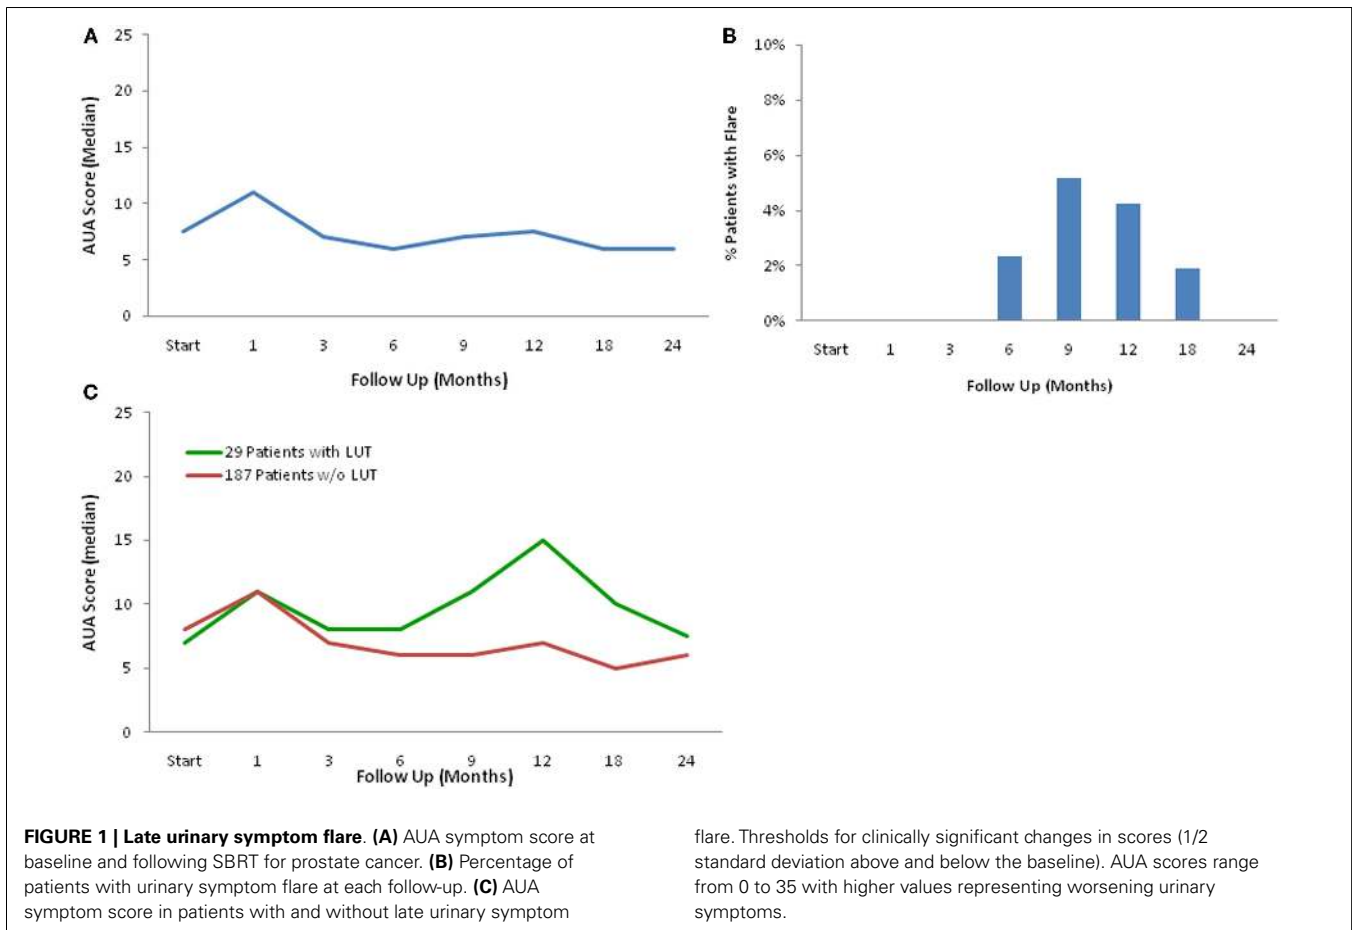 A
25
20
15
10
5
0
AUA Score (Median)
Start 1 3 6 9 12 18 24
Follow Up (Months)
B
10%
8%
6%
4%
2%
0%
% Patients with Flare
Start 1 3 6 9 12 18 24
Follow Up (Months)
C
25
20
15
10
5
0
AUA Score (median)
29 Patients with LUT
187 Patients w/o LUT
Start 1 3 6 9 12 18 24
Follow Up (Months)
FIGURE 1 | Late urinary symptom flare. (A) AUA symptom score at
baseline and following SBRT for prostate cancer. (B) Percentage of
patients with urinary symptom flare at each follow-up. (C) AUA
symptom score in patients with and without late urinary symptom
flare. Thresholds for clinically significant changes in scores (1/2
standard deviation above and below the baseline). AUA scores range
from 0 to 35 with higher values representing worsening urinary
symptoms.